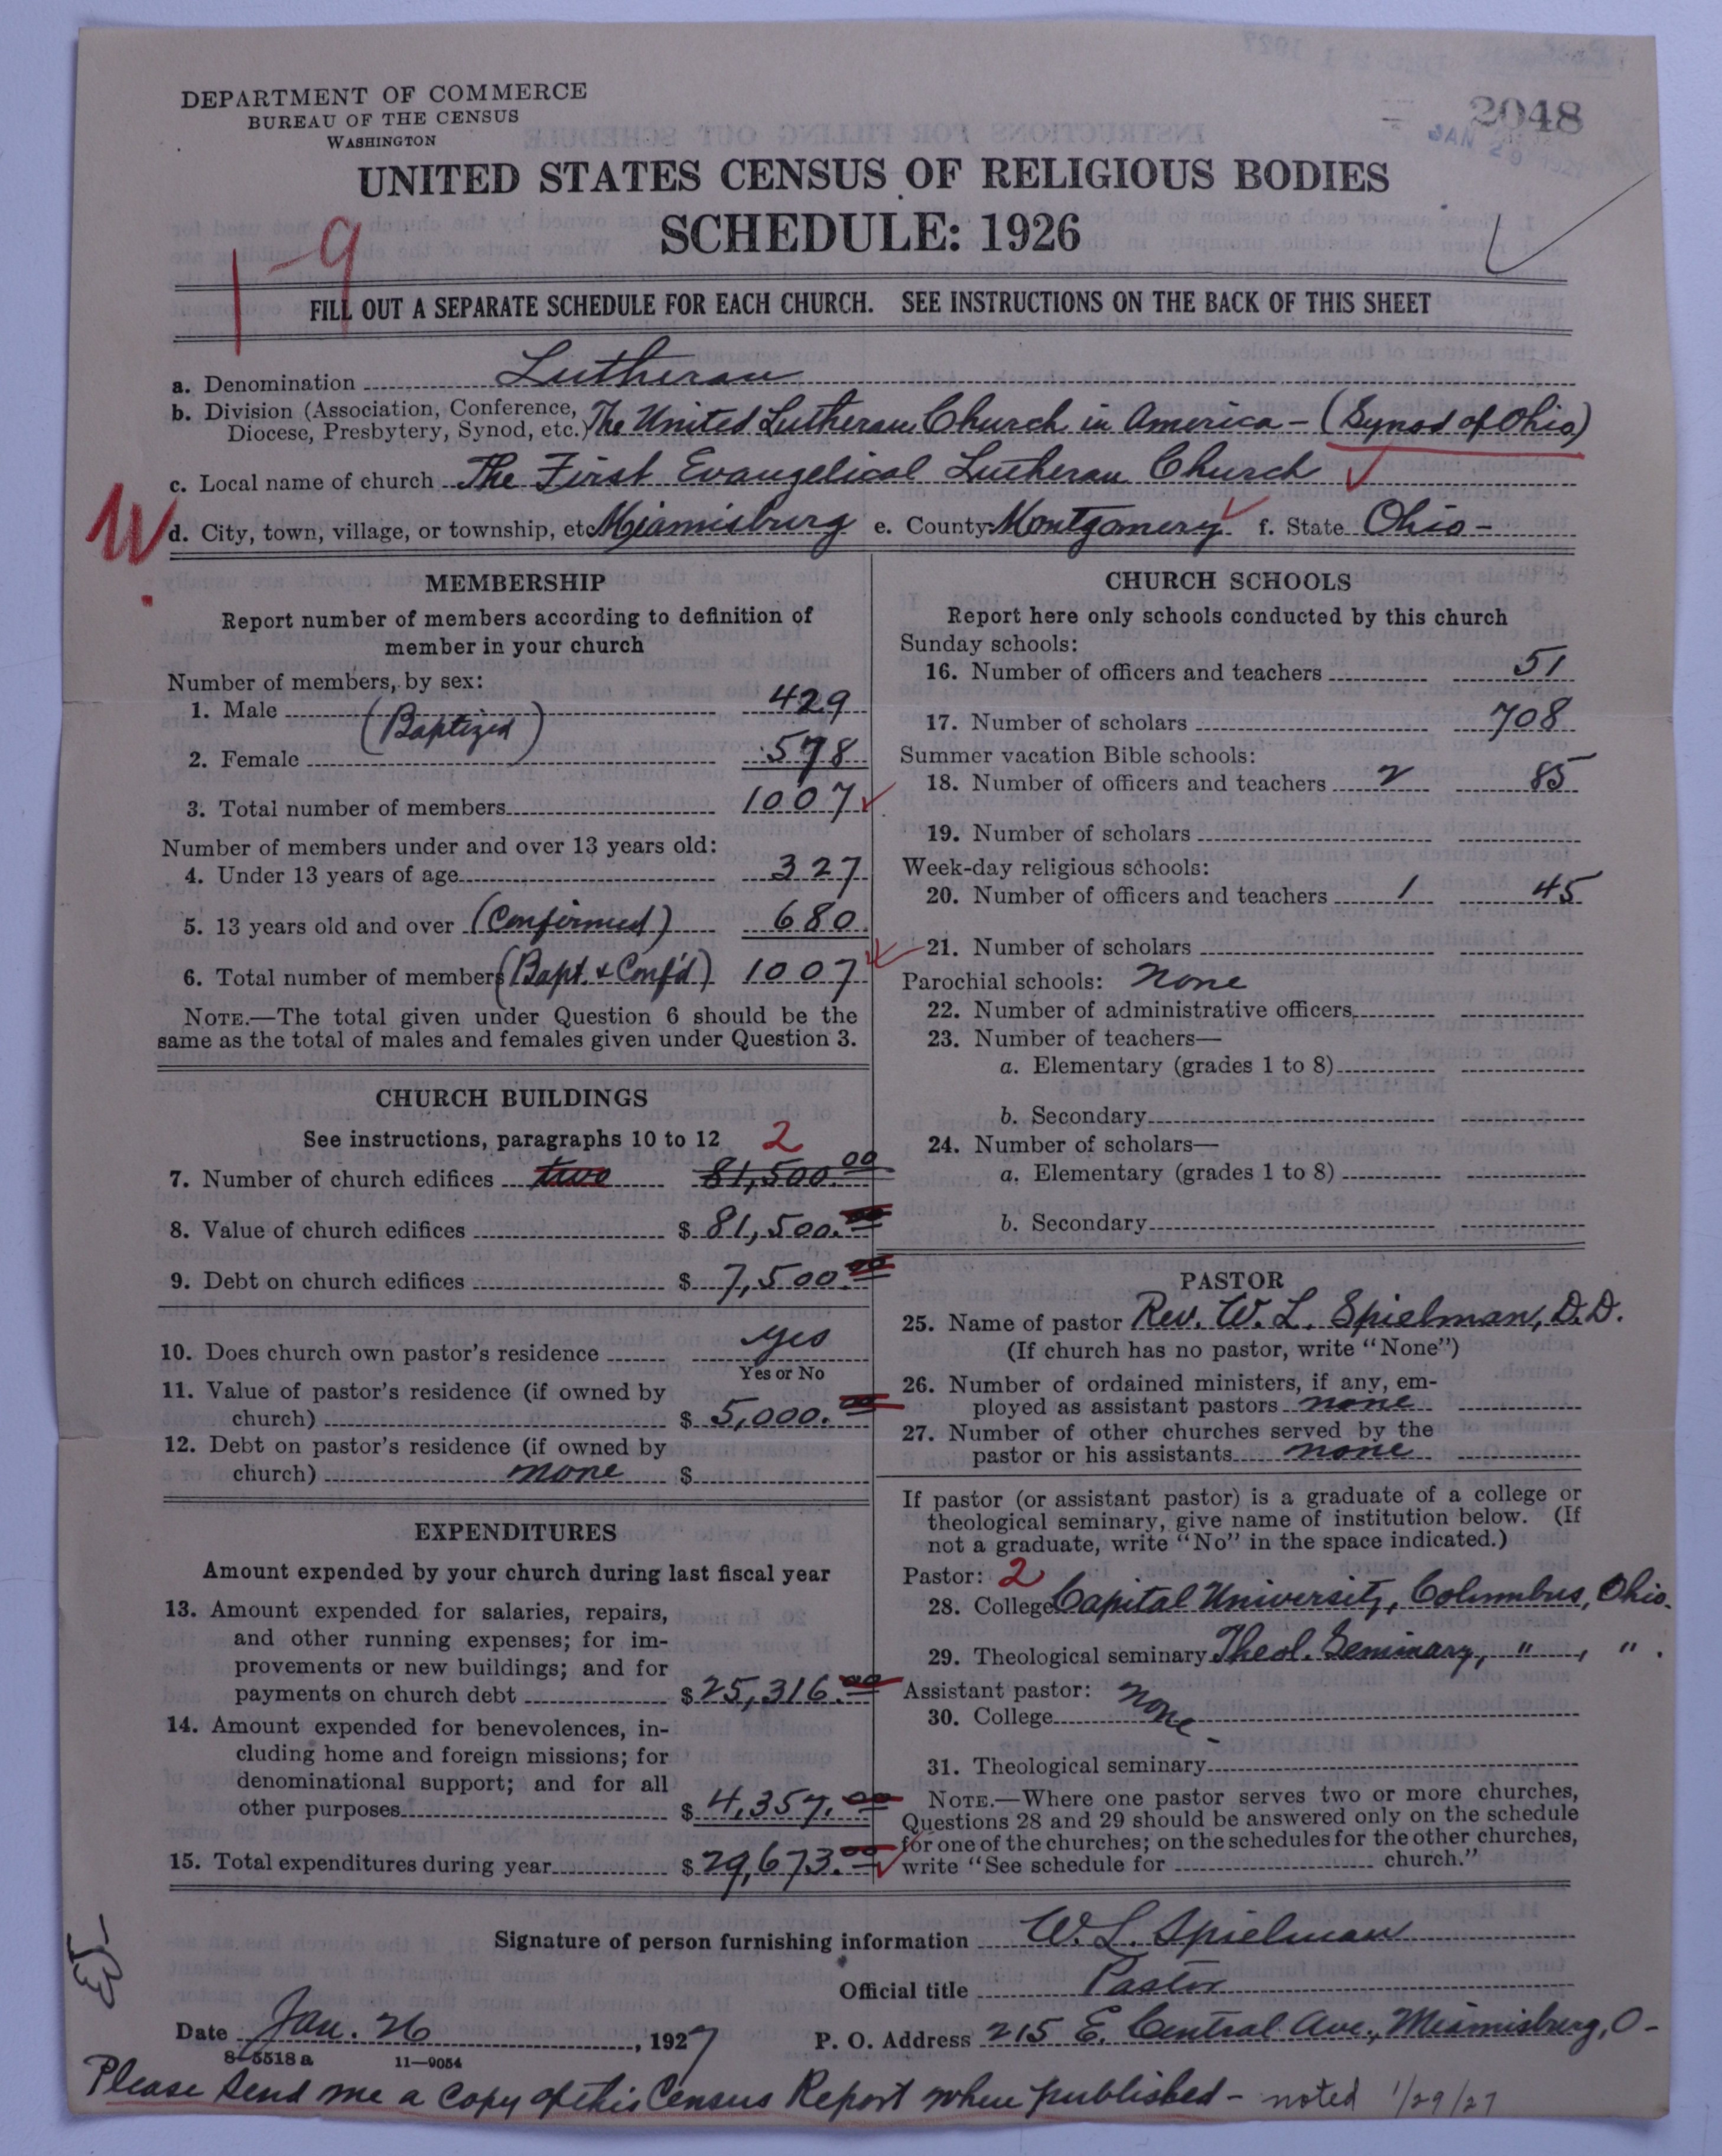 DEPARTMENT OF COMMERCE
BUREAU OF THE CENSUS
WASHINGTON
2048
JAN 29 1927
UNITED STATES CENSUS OF RELIGIOUS BODIES
SCHEDULE: 1926
1-9
FILL OUT A SEPARATE SCHEDULE FOR EACH CHURCH. SEE INSTRUCTIONS ON THE BACK OF THIS SHEET
a. Denomination Lutheran
b. Division (Association, Conference, Diocese, Presbytery, Synod, etc.) The United Lutheran Church in America - (Synod of Ohio)
c. Local name of church The First Evangelical Lutheran Church
d. City, town, village, or township, etc. Miamisburg e. County Montgomery f. State Ohio -
MEMBERSHIP
Report number of members according to definition of
member in your church
Number of members, by sex:
1. Male 429
(Baptized)
2. Female 578
3. Total number of members 1007
Number of members under and over 13 years old:
4. Under 13 years of age 327
5. 13 years old and over (Confirmed) 680
6. Total number of members (Bapt. & Conf'd) 1007
NOTE.—The total given under Question 6 should be the
same as the total of males and females given under Question 3.
CHURCH BUILDINGS
See instructions, paragraphs 10 to 12 2
7. Number of church edifices two 81,500.00
8. Value of church edifices $ 81,500.00
9. Debt on church edifices $ 7,500.00
10. Does church own pastor's residence yes
Yes or No
11. Value of pastor's residence (if owned by
church) $ 5,000.00
12. Debt on pastor's residence (if owned by
church) none $
EXPENDITURES
Amount expended by your church during last fiscal year
13. Amount expended for salaries, repairs,
and other running expenses; for im-
provements or new buildings; and for
payments on church debt $ 25,316.00
14. Amount expended for benevolences, in-
cluding home and foreign missions; for
denominational support; and for all
other purposes $ 4,357.00
15. Total expenditures during year $ 29,673.00
CHURCH SCHOOLS
Report here only schools conducted by this church
Sunday schools:
16. Number of officers and teachers 51
17. Number of scholars 708
Summer vacation Bible schools:
18. Number of officers and teachers 2 85
19. Number of scholars
Week-day religious schools:
20. Number of officers and teachers 1 45
21. Number of scholars
Parochial schools: none
22. Number of administrative officers
23. Number of teachers—
a. Elementary (grades 1 to 8)
b. Secondary
24. Number of scholars—
a. Elementary (grades 1 to 8)
b. Secondary
PASTOR
25. Name of pastor Rev. W. L. Spielman, D.D.
(If church has no pastor, write "None")
26. Number of ordained ministers, if any, em-
ployed as assistant pastors none
27. Number of other churches served by the
pastor or his assistants none
If pastor (or assistant pastor) is a graduate of a college or
theological seminary, give name of institution below. (If
not a graduate, write "No" in the space indicated.)
Pastor: 2
28. College Capital University, Columbus, Ohio.
29. Theological seminary Theol. Seminary, " , " .
Assistant pastor: none -
30. College
31. Theological seminary
NOTE.—Where one pastor serves two or more churches,
Questions 28 and 29 should be answered only on the schedule
for one of the churches; on the schedules for the other churches,
write "See schedule for church."
Signature of person furnishing information W. L. Spielman
Official title Pastor
Date Jan. 26, 1927 P. O. Address 215 E. Central Ave., Miamisburg, O -
8-5518 a 11-9054
Please send me a copy of this Census Report when published - noted 1/29/27